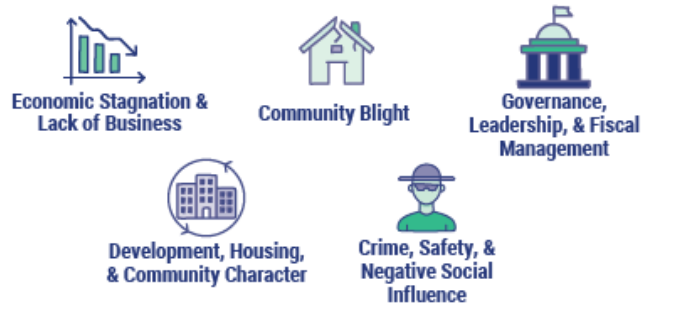 Economic Stagnation &
Lack of Business
Community Blight
Governance,
Leadership, & Fiscal
Management
Development, Housing,
& Community Character
Crime, Safety, &
Negative Social
Influence